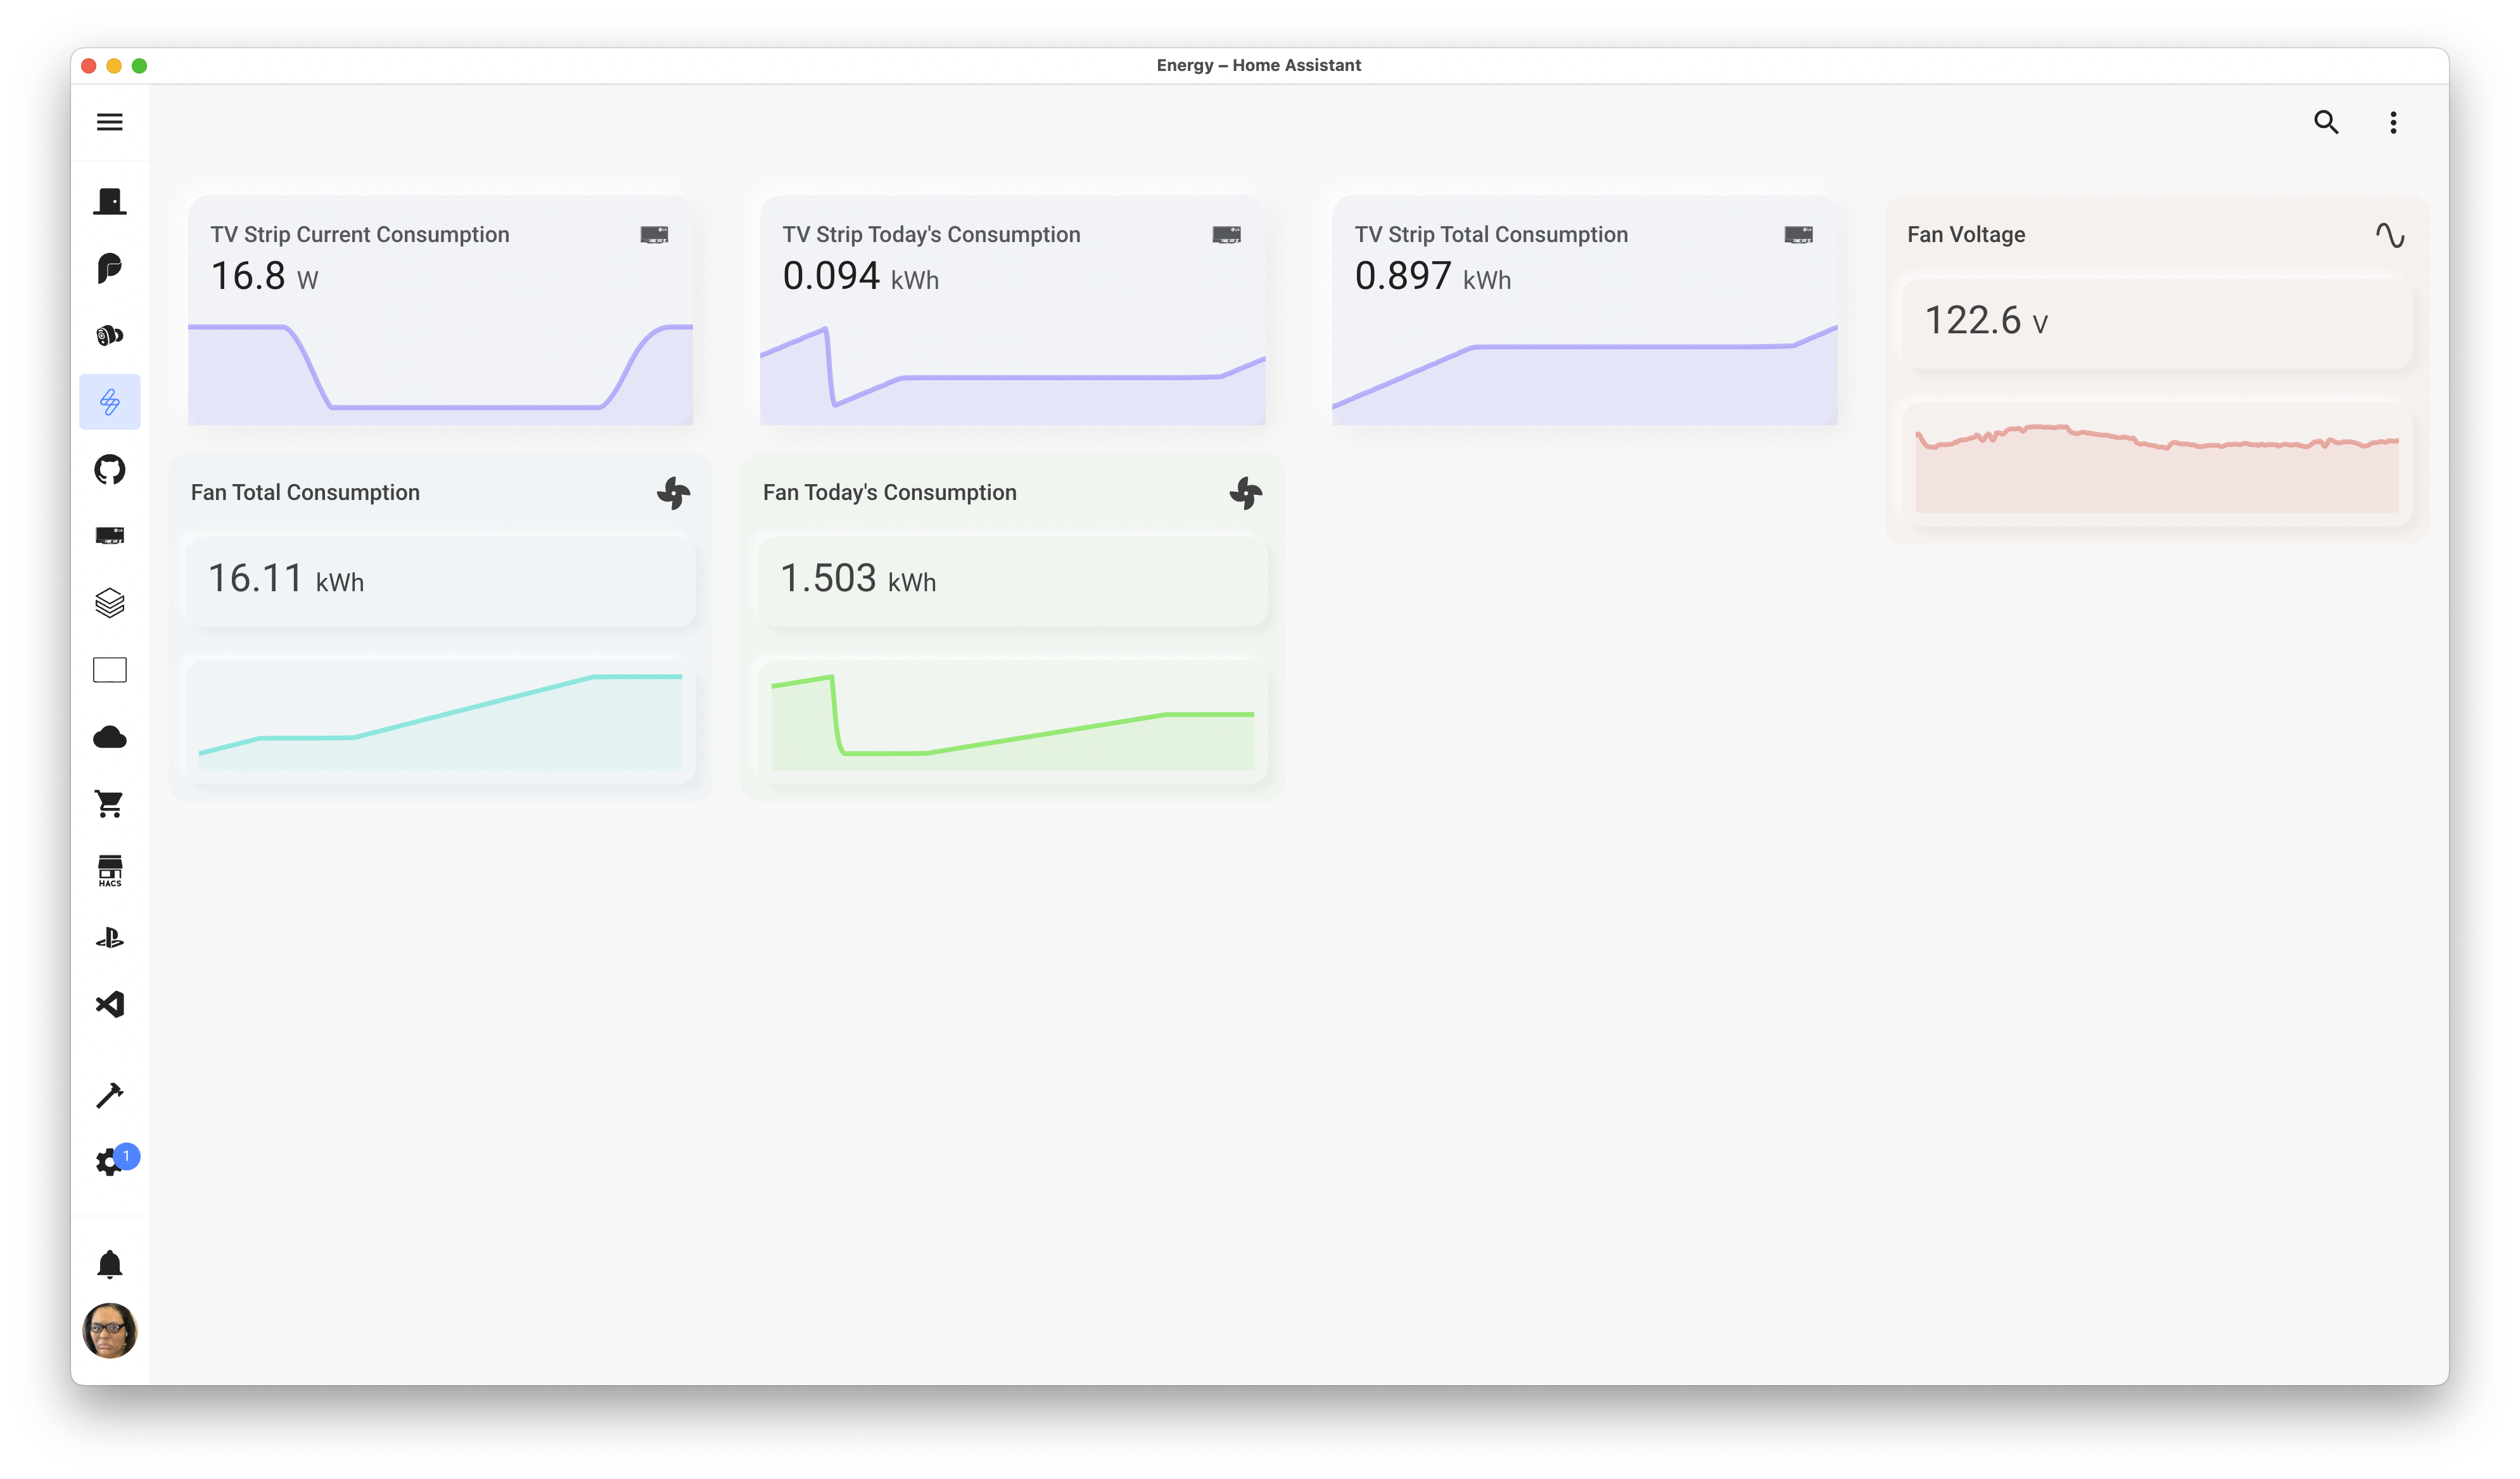 Energy – Home Assistant
TV Strip Current Consumption
16.8 W
TV Strip Today's Consumption
0.094 kWh
TV Strip Total Consumption
0.897 kWh
Fan Voltage
122.6 V
Fan Total Consumption
16.11 kWh
Fan Today's Consumption
1.503 kWh
HACS
1